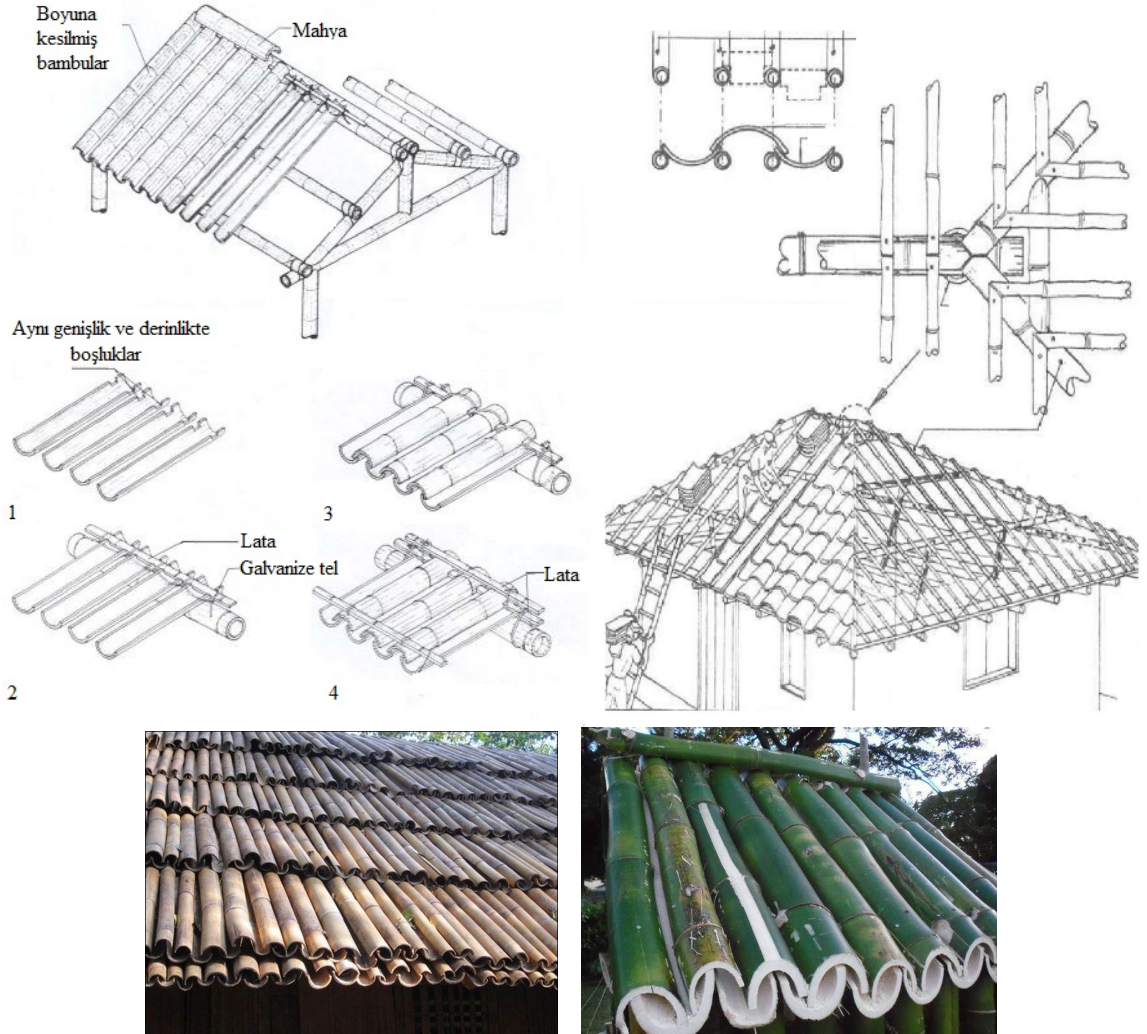 Boyuna
kesilmiş
bambular
Mahya
Aynı genişlik ve derinlikte
boşluklar
1
3
Lata
Galvanize tel
Lata
2
4